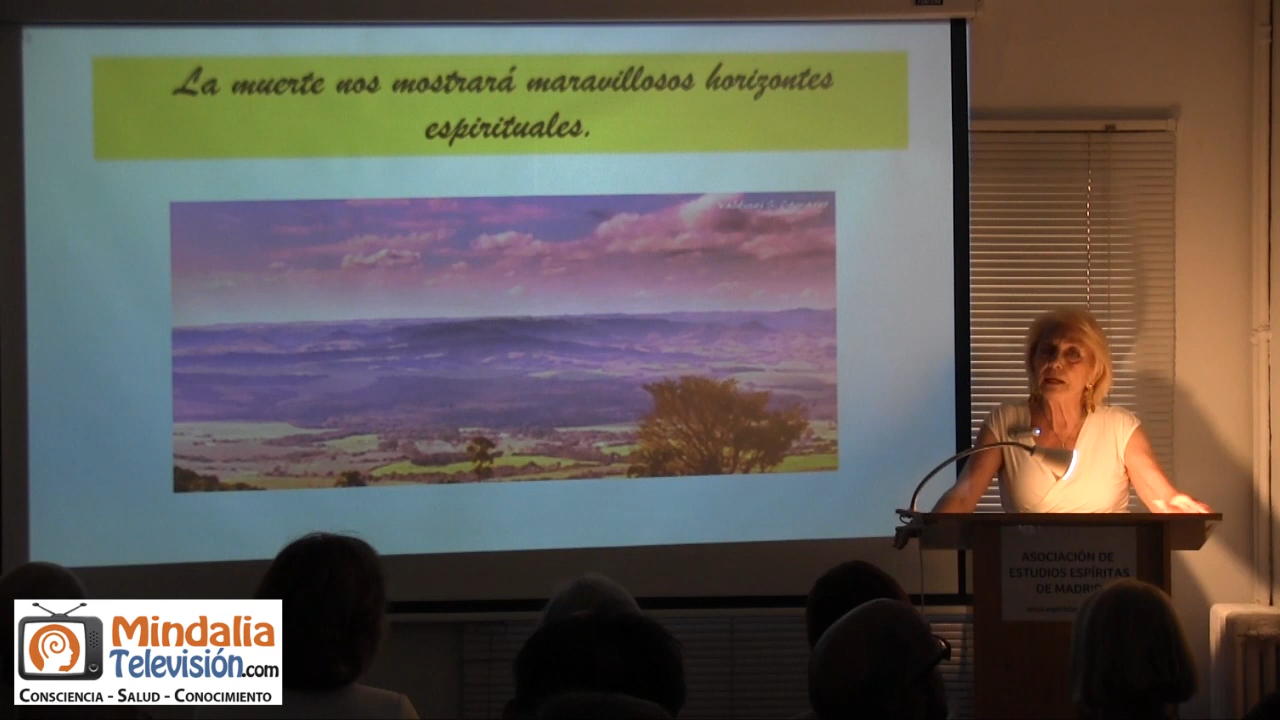 La muerte nos mostrará maravillosos horizontes
espirituales.
ASOCIACIÓN DE
ESTUDIOS ESPÍRITAS
DE MADRID
Mindalia
Televisión.com
CONSCIENCIA - SALUD - CONOCIMIENTO